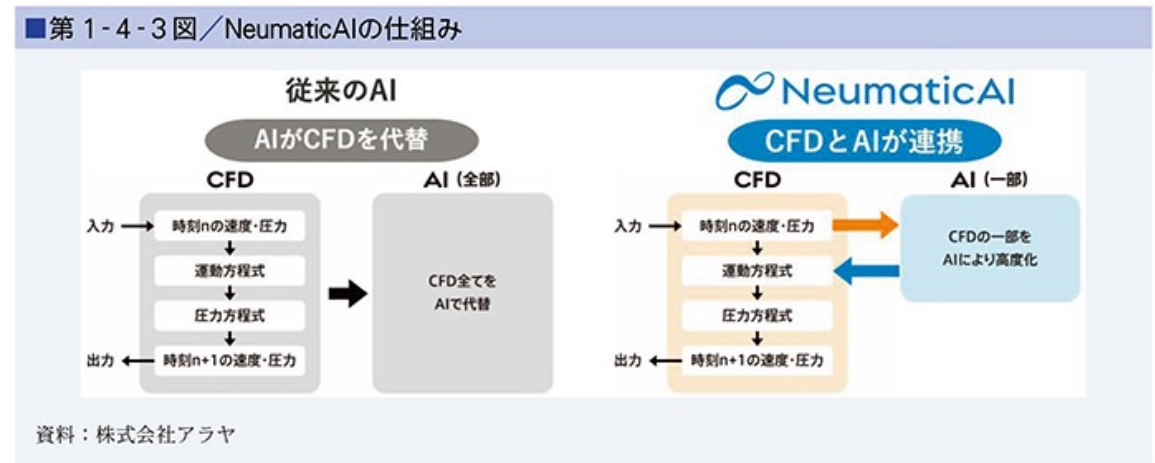 ■第１-４-３図／NeumaticAIの仕組み
従来のAI
AIがCFDを代替
CFD
AI（全部）
入力
時刻nの速度・圧力
運動方程式
圧力方程式
出力
時刻n+1の速度・圧力
CFD全てを
AIで代替
NeumaticAI
CFDとAIが連携
CFD
AI（一部）
入力
時刻nの速度・圧力
運動方程式
圧力方程式
出力
時刻n+1の速度・圧力
CFDの一部を
AIにより高度化
資料：株式会社アラヤ